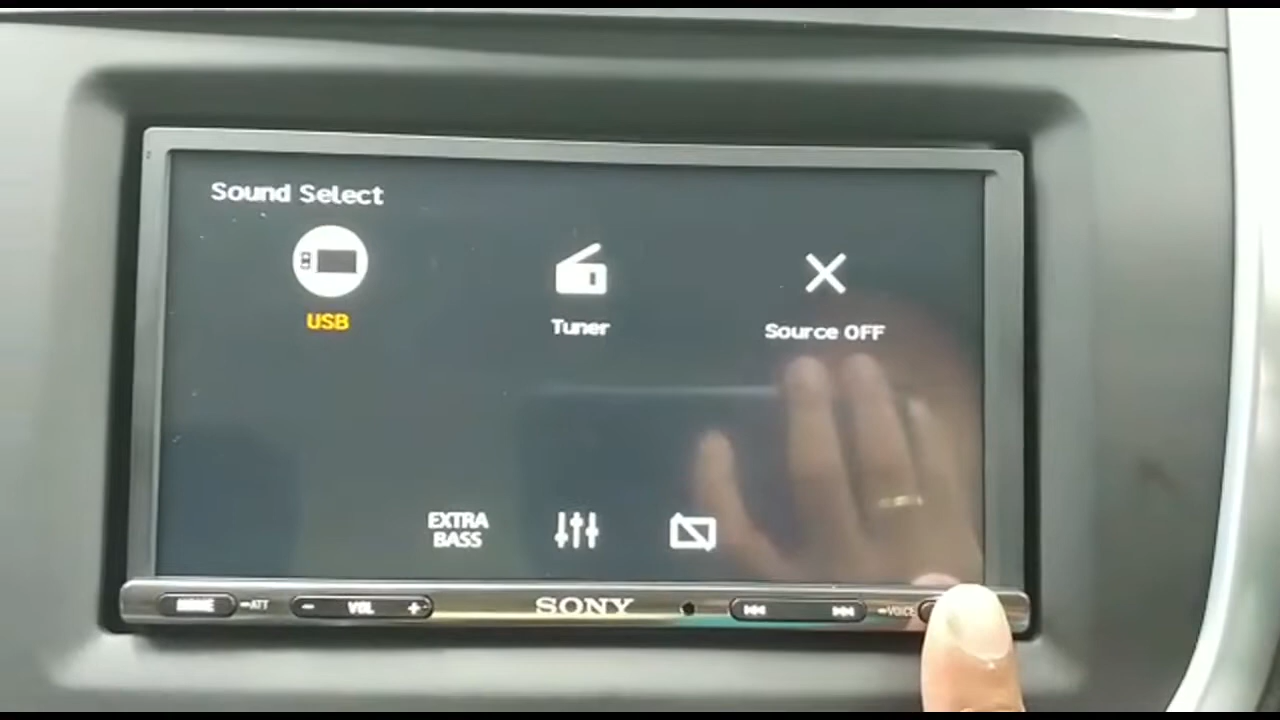 Sound Select
USB
Tuner
Source OFF
EXTRA
BASS
HOME
ATT
- VOL +
SONY
VOICE